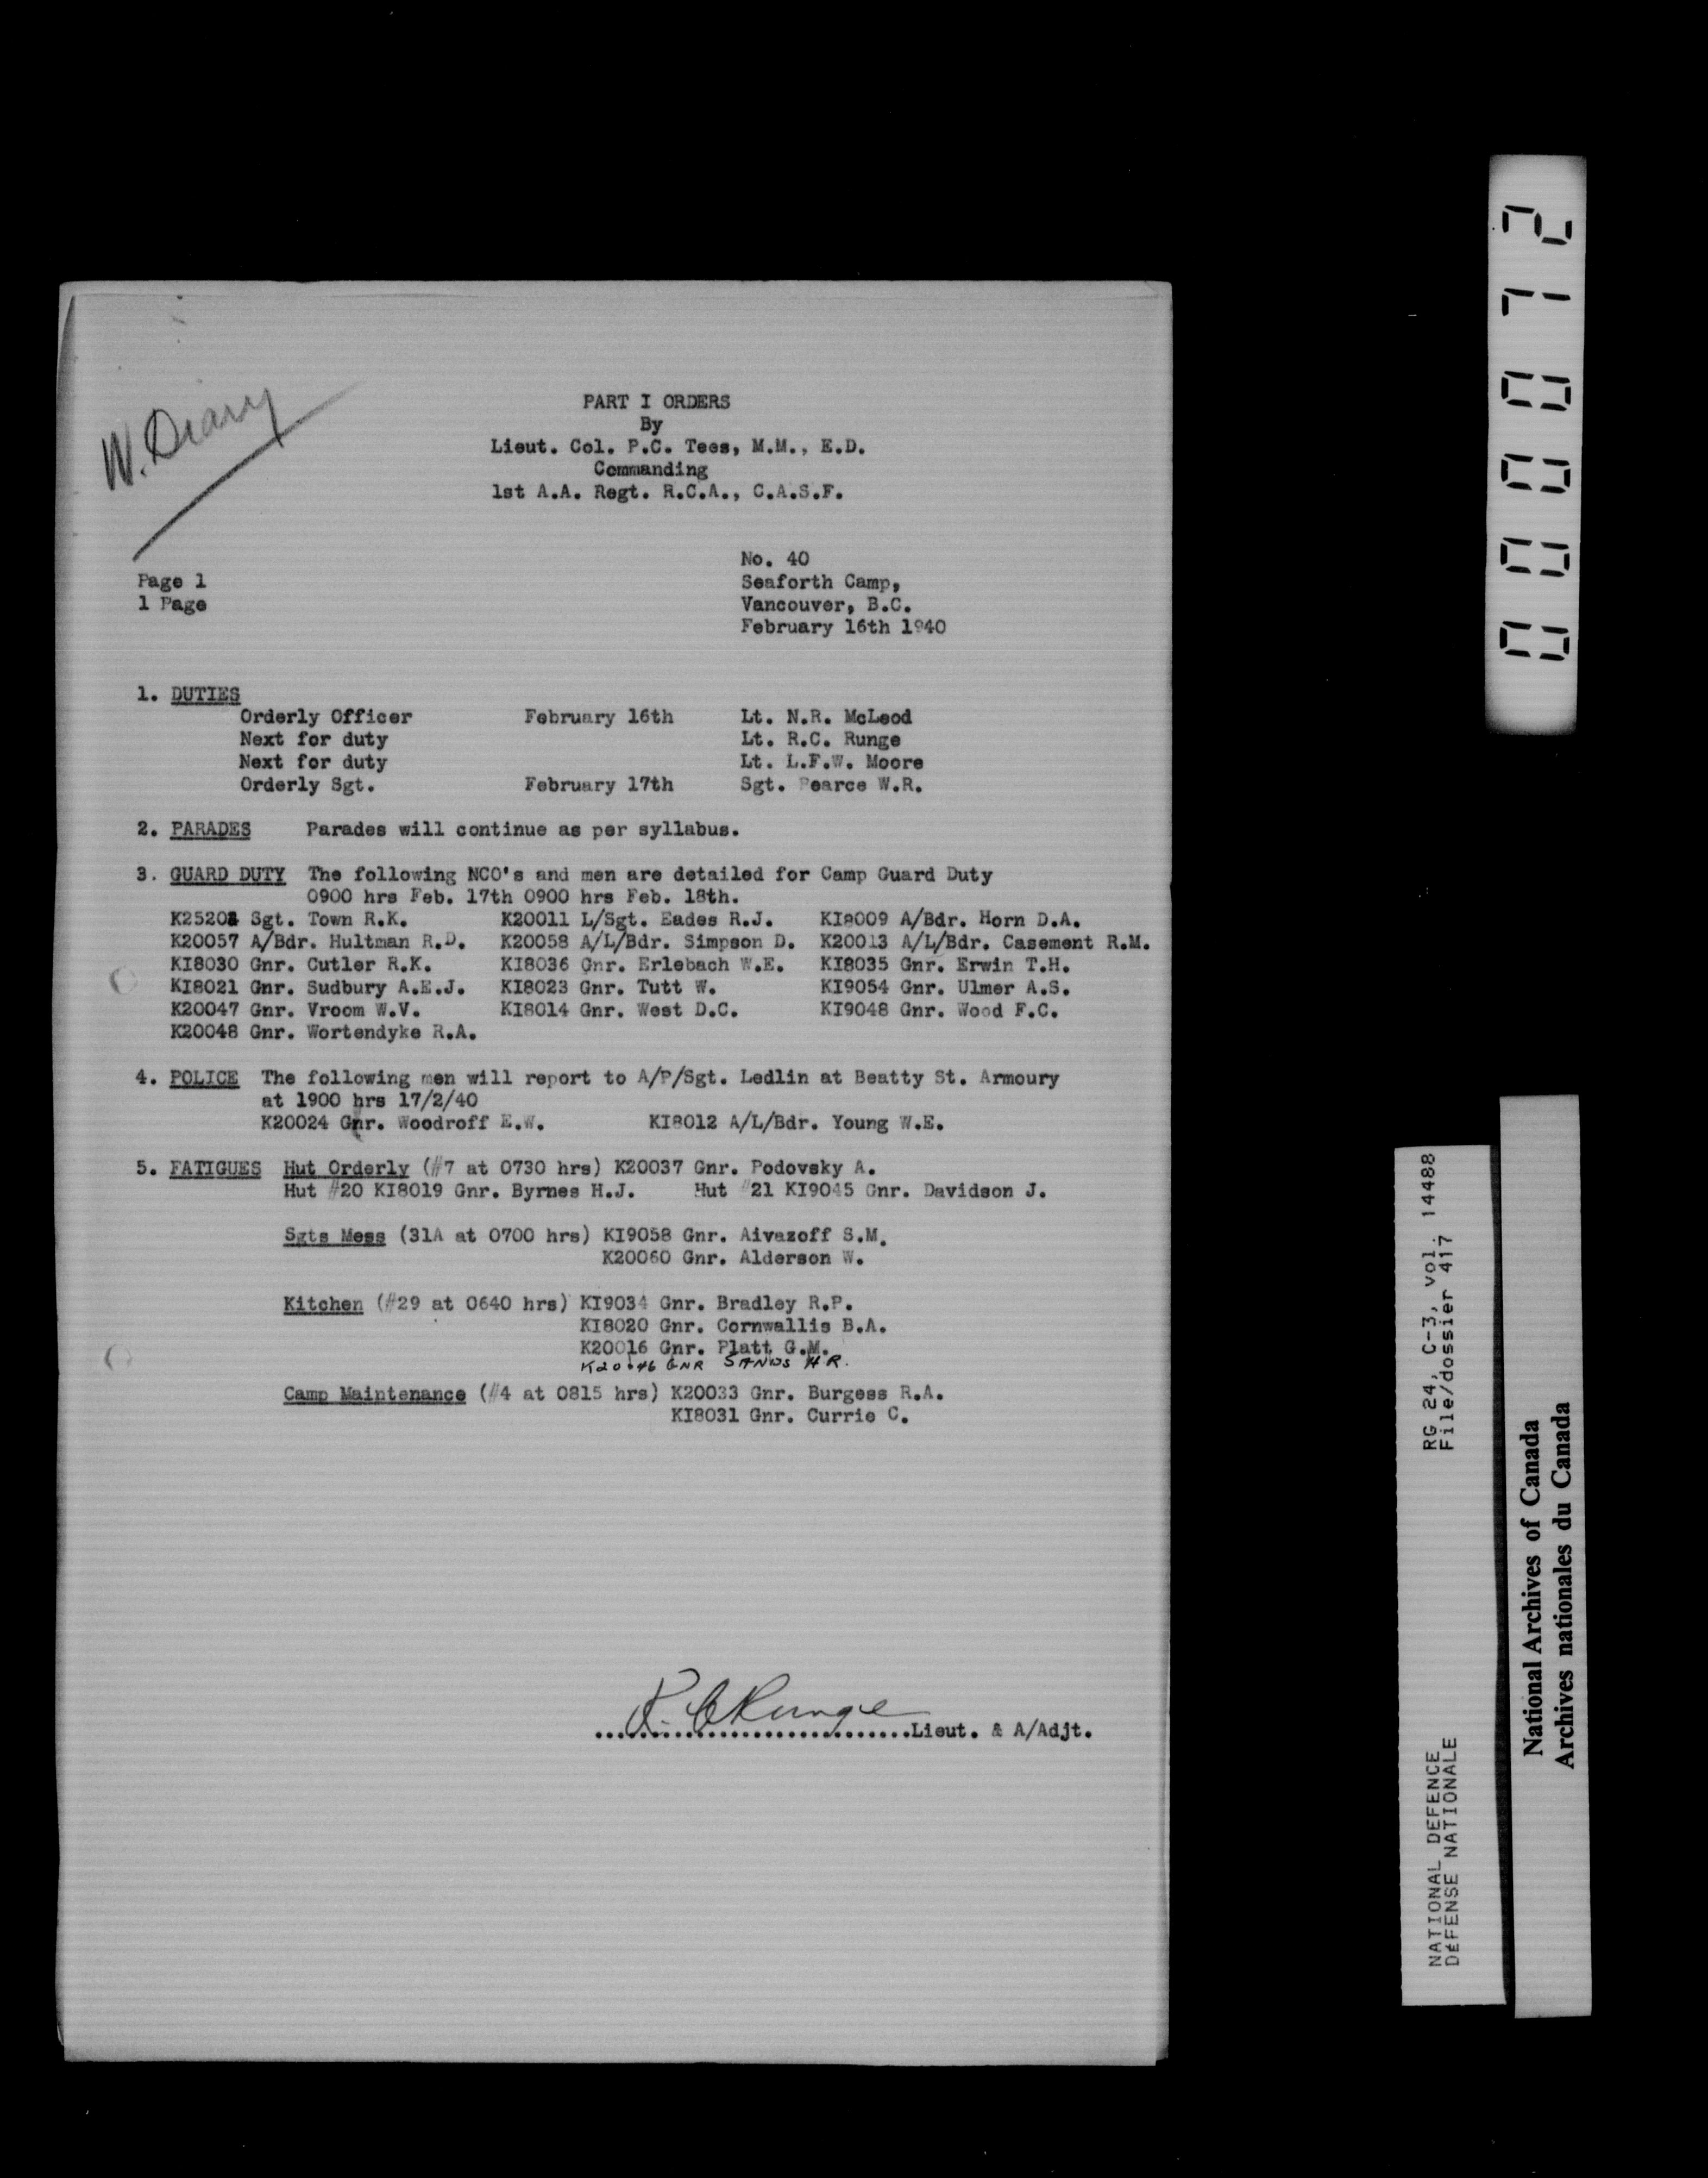 W. Diary
PART I ORDERS
By
Lieut. Col. P.C. Tees, M.M., E.D.
Commanding
1st A.A. Regt. R.C.A., C.A.S.F.
No. 40
Page 1 Seaforth Camp,
1 Page Vancouver, B.C.
February 16th 1940
1. DUTIES
Orderly Officer February 16th Lt. N.R. McLeod
Next for duty Lt. R.C. Runge
Next for duty Lt. L.F.W. Moore
Orderly Sgt. February 17th Sgt. Pearce W.R.
2. PARADES Parades will continue as per syllabus.
3. GUARD DUTY The following NCO's and men are detailed for Camp Guard Duty
0900 hrs Feb. 17th 0900 hrs Feb. 18th.
Sgt. Town R.K. K20011 L/Sgt. Eades R.J. KI8009 A/Bdr. Horn D.A.
K20057 A/Bdr. Hultman R.D. K20058 A/L/Bdr. Simpson D. K20013 A/L/Bdr. Casement R.M.
KI8030 Gnr. Cutler R.K. KI8036 Gnr. Erlebach W.E. KI8035 Gnr. Erwin T.H.
KI8021 Gnr. Sudbury A.E.J. KI8023 Gnr. Tutt W. KI9054 Gnr. Ulmer A.S.
K20047 Gnr. Vroom W.V. KI8014 Gnr. West D.C. KI9048 Gnr. Wood F.C.
K20048 Gnr. Wortendyke R.A.
4. POLICE The following men will report to A/P/Sgt. Ledlin at Beatty St. Armoury
at 1900 hrs 17/2/40
K20024 Gnr. Woodroff E.W. KI8012 A/L/Bdr. Young W.E.
5. FATIGUES Hut Orderly (#7 at 0730 hrs) K20037 Gnr. Podovsky A.
Hut #20 KI8019 Gnr. Byrnes H.J. Hut #21 KI9045 Gnr. Davidson J.
Sgts Mess (31A at 0700 hrs) KI9058 Gnr. Aivazoff S.M.
K20060 Gnr. Alderson W.
Kitchen (#29 at 0640 hrs) KI9034 Gnr. Bradley R.P.
KI8020 Gnr. Cornwallis B.A.
K20016 Gnr. Platt G.M.
K20046 GNR SANDS H R.
Camp Maintenance (#4 at 0815 hrs) K20033 Gnr. Burgess R.A.
KI8031 Gnr. Currie C.
R. C Runge
..............................Lieut. & A/Adjt.
000072
RG 24, C-3, vol. 14488
File/dossier 417
NATIONAL DEFENCE
DÉFENSE NATIONALE
National Archives of Canada
Archives nationales du Canada